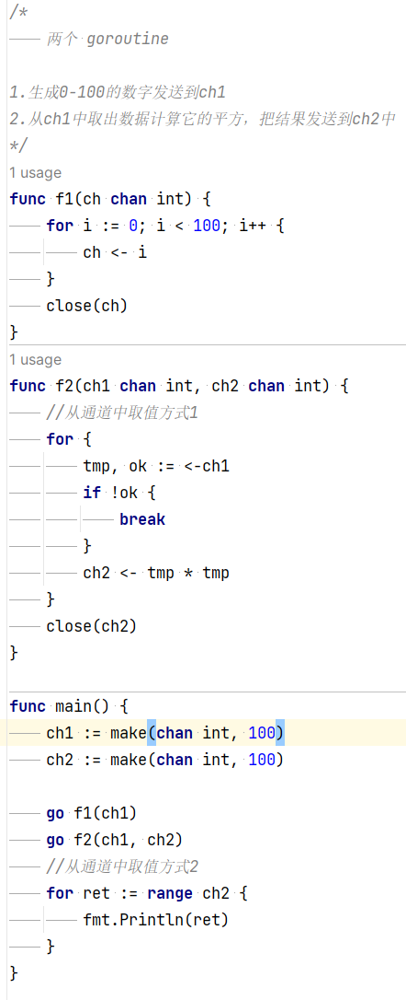 /*
两个 goroutine
1.生成0-100的数字发送到ch1
2.从ch1中取出数据计算它的平方，把结果发送到ch2中
*/
1 usage
func f1(ch chan int) {
for i := 0; i < 100; i++ {
ch <- i
}
close(ch)
}
1 usage
func f2(ch1 chan int, ch2 chan int) {
//从通道中取值方式1
for {
tmp, ok := <-ch1
if !ok {
break
}
ch2 <- tmp * tmp
}
close(ch2)
}
func main() {
ch1 := make(chan int, 100)
ch2 := make(chan int, 100)
go f1(ch1)
go f2(ch1, ch2)
//从通道中取值方式2
for ret := range ch2 {
fmt.Println(ret)
}
}